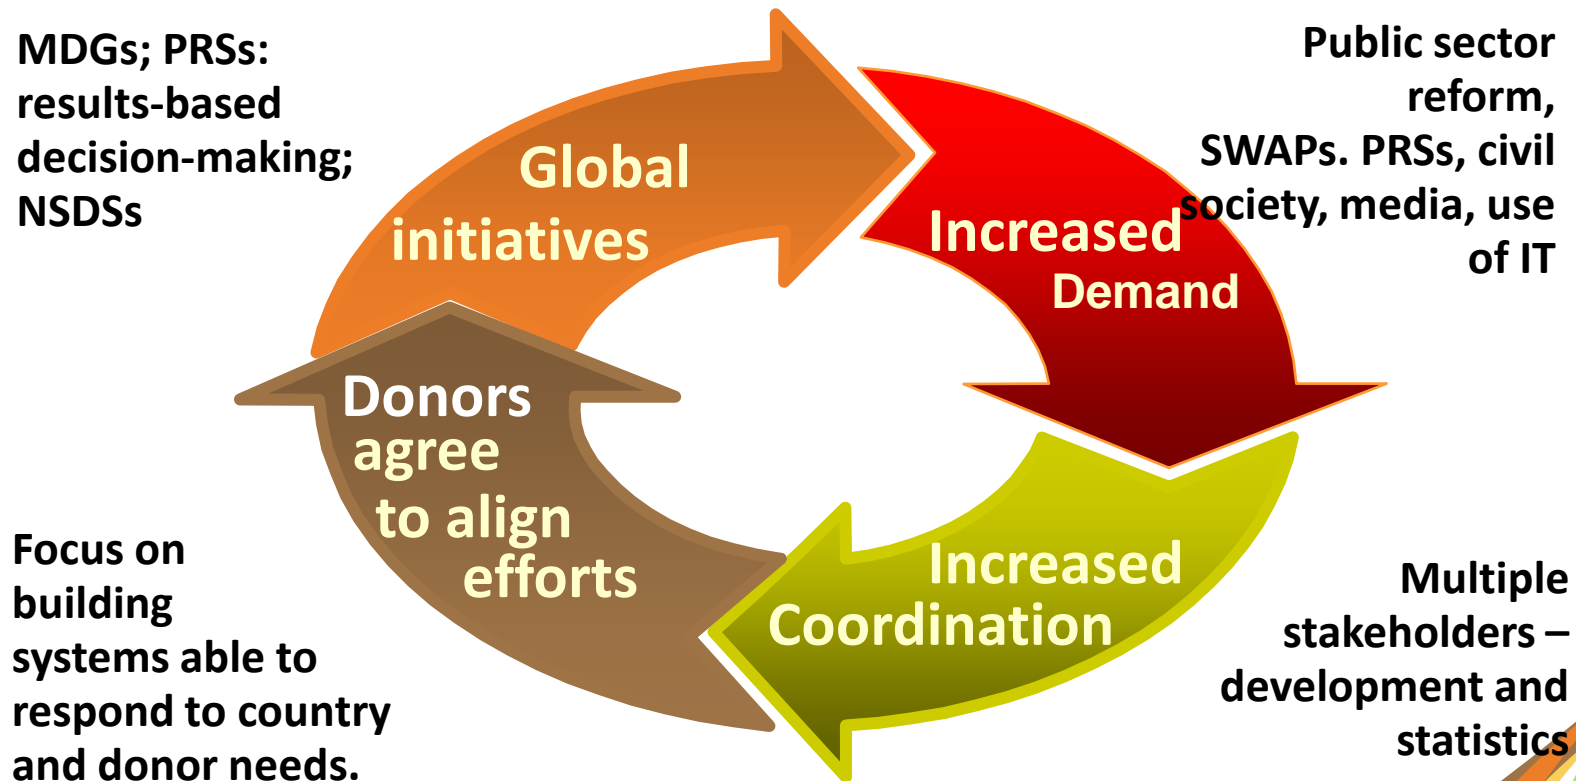 MDGs; PRSs:
results-based
decision-making;
NSDSs
Global
initiatives
Public sector
reform,
SWAPs. PRSs, civil
society, media, use
of IT
Increased
Demand
Donors
agree
to align
efforts
Increased
Coordination
Focus on
building
systems able to
respond to country
and donor needs.
Multiple
stakeholders –
development and
statistics